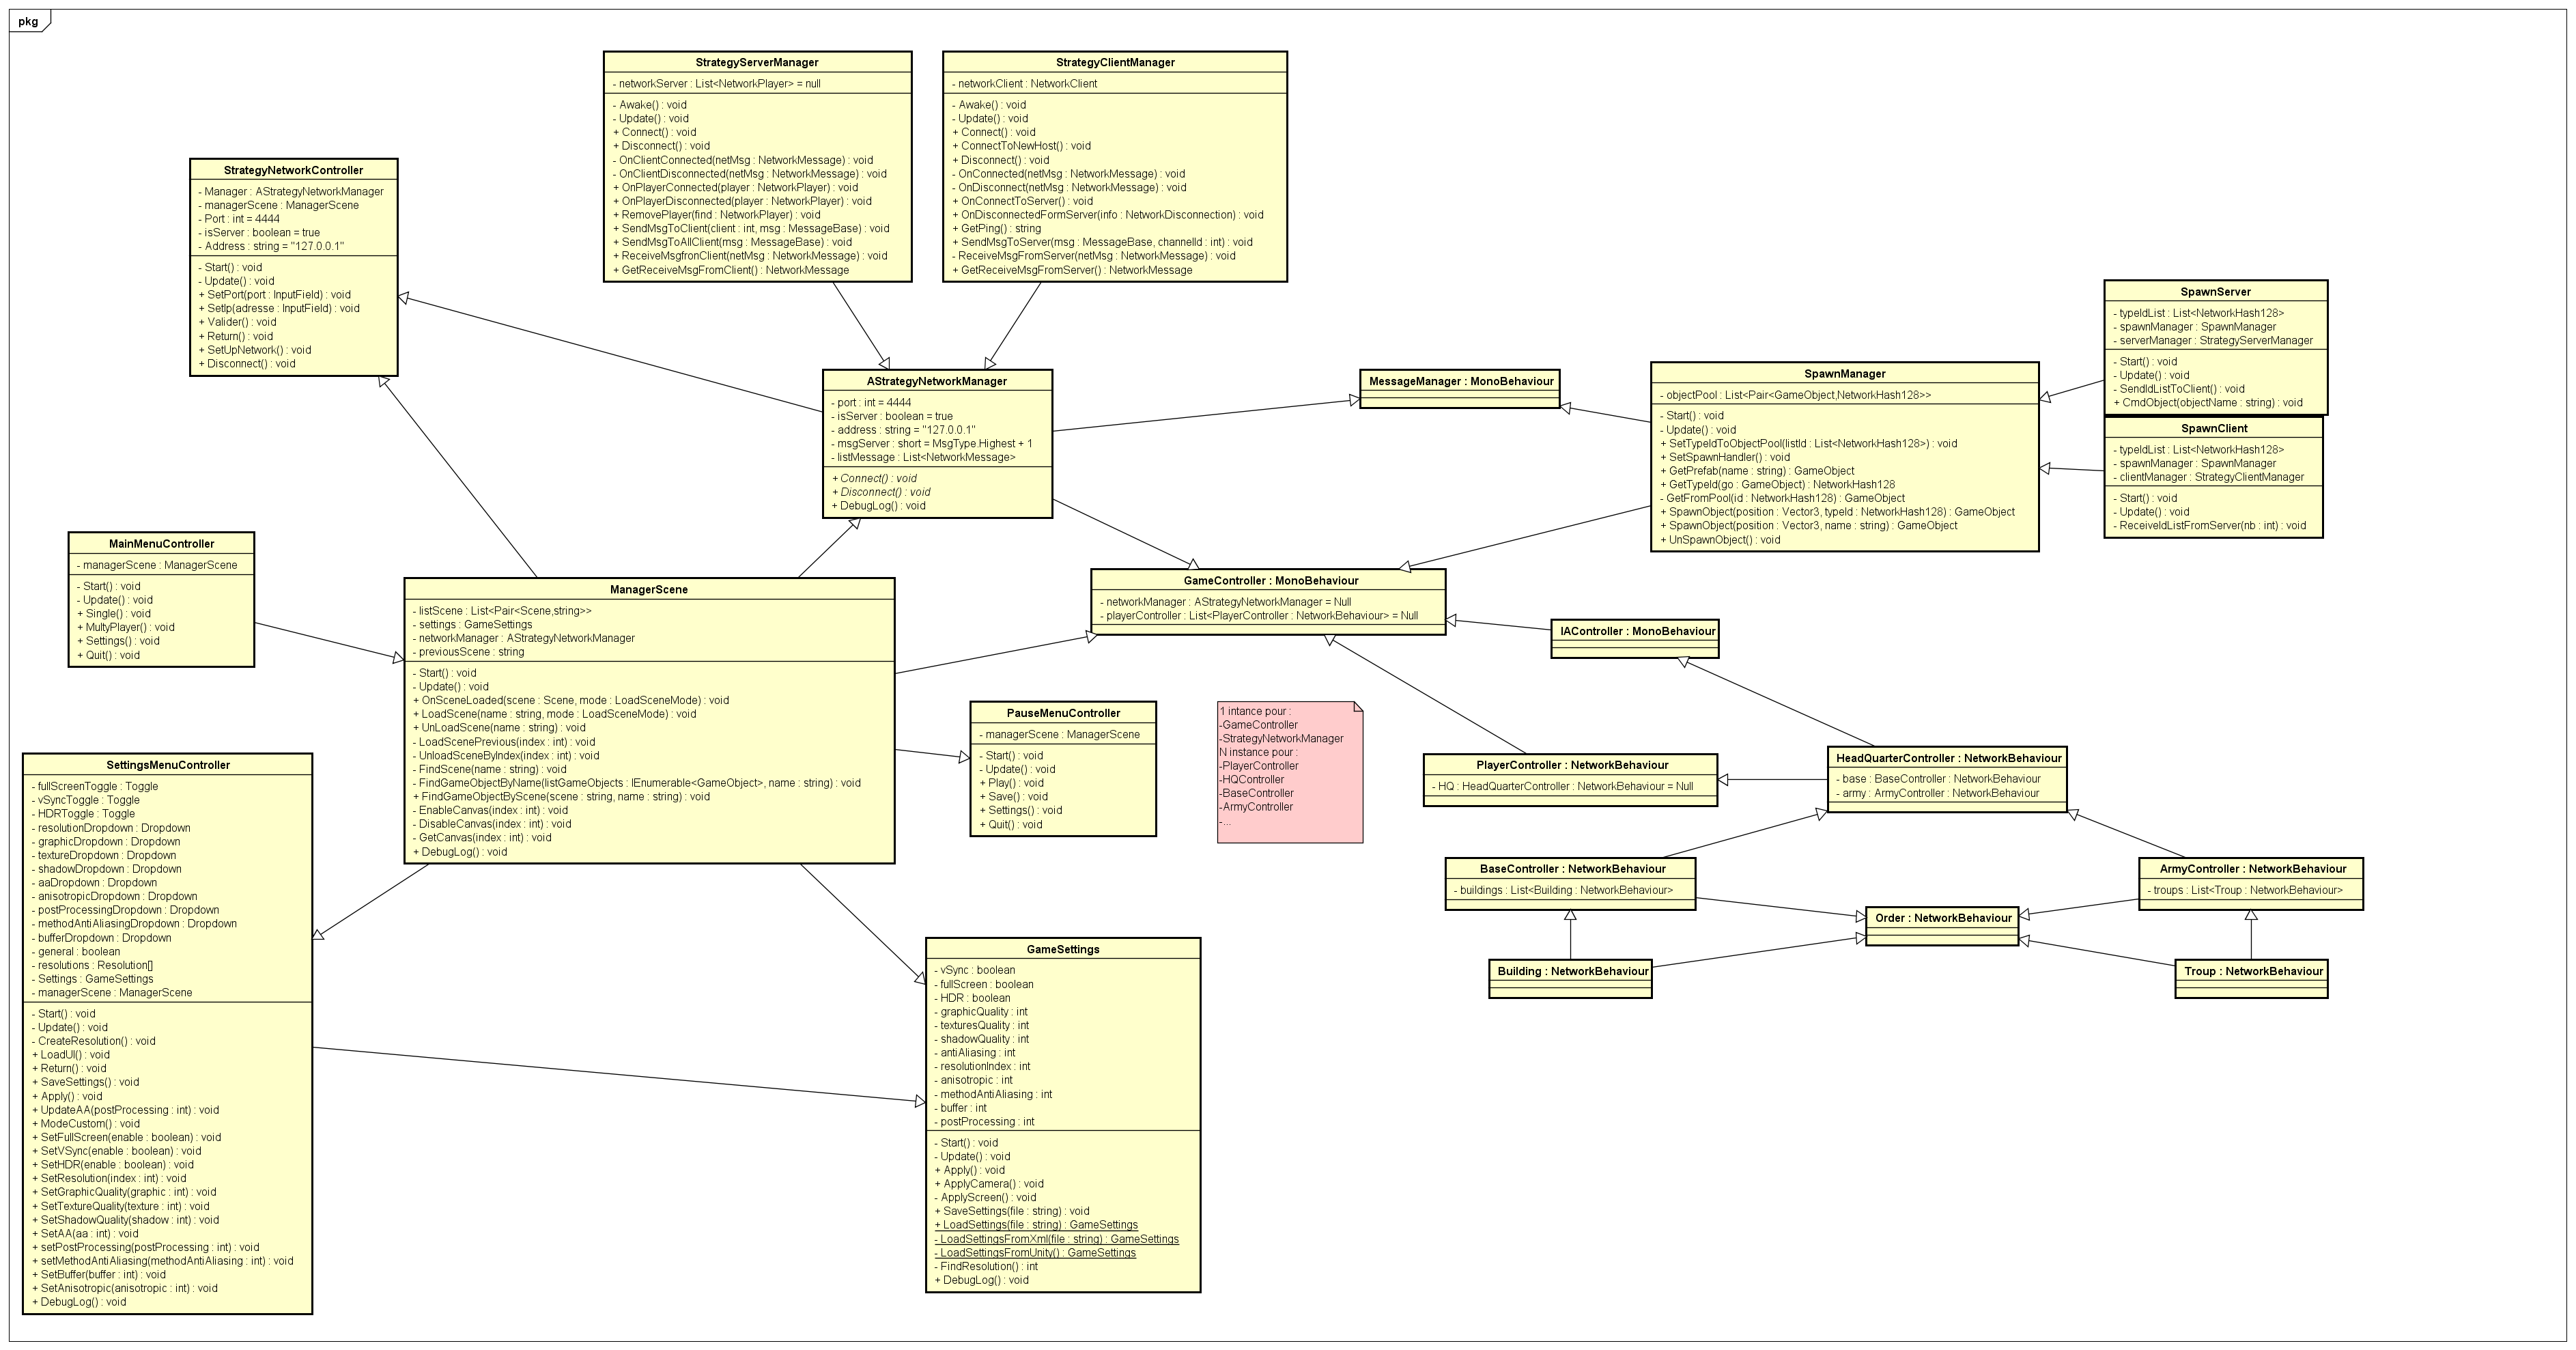 pkg
StrategyServerManager
- networkServer : List<NetworkPlayer> = null
- Awake() : void
- Update() : void
+ Connect() : void
+ Disconnect() : void
- OnClientConnected(netMsg : NetworkMessage) : void
- OnClientDisconnected(netMsg : NetworkMessage) : void
+ OnPlayerConnected(player : NetworkPlayer) : void
+ OnPlayerDisconnected(player : NetworkPlayer) : void
+ RemovePlayer(find : NetworkPlayer) : void
+ SendMsgToClient(client : int, msg : MessageBase) : void
+ SendMsgToAllClient(msg : MessageBase) : void
+ ReceiveMsgfronClient(netMsg : NetworkMessage) : void
+ GetReceiveMsgFromClient() : NetworkMessage
StrategyClientManager
- networkClient : NetworkClient
- Awake() : void
- Update() : void
+ Connect() : void
+ ConnectToNewHost() : void
+ Disconnect() : void
- OnConnected(netMsg : NetworkMessage) : void
- OnDisconnect(netMsg : NetworkMessage) : void
+ OnConnectToServer() : void
+ OnDisconnectedFormServer(info : NetworkDisconnection) : void
+ GetPing() : string
+ SendMsgToServer(msg : MessageBase, channelId : int) : void
- ReceiveMsgFromServer(netMsg : NetworkMessage) : void
+ GetReceiveMsgFromServer() : NetworkMessage
StrategyNetworkController
- Manager : AStrategyNetworkManager
- managerScene : ManagerScene
- Port : int = 4444
- isServer : boolean = true
- Address : string = "127.0.0.1"
- Start() : void
- Update() : void
+ SetPort(port : InputField) : void
+ SetIp(adresse : InputField) : void
+ Valider() : void
+ Return() : void
+ SetUpNetwork() : void
+ Disconnect() : void
AStrategyNetworkManager
- port : int = 4444
- isServer : boolean = true
- address : string = "127.0.0.1"
- msgServer : short = MsgType.Highest + 1
- listMessage : List<NetworkMessage>
+ Connect() : void
+ Disconnect() : void
+ DebugLog() : void
MessageManager : MonoBehaviour
SpawnManager
- objectPool : List<Pair<GameObject,NetworkHash128>>
- Start() : void
- Update() : void
+ SetTypeIdToObjectPool(listId : List<NetworkHash128>) : void
+ SetSpawnHandler() : void
+ GetPrefab(name : string) : GameObject
+ GetTypeId(go : GameObject) : NetworkHash128
- GetFromPool(id : NetworkHash128) : GameObject
+ SpawnObject(position : Vector3, typeId : NetworkHash128) : GameObject
+ SpawnObject(position : Vector3, name : string) : GameObject
+ UnSpawnObject() : void
SpawnServer
- typeIdList : List<NetworkHash128>
- spawnManager : SpawnManager
- serverManager : StrategyServerManager
- Start() : void
- Update() : void
- SendIdListToClient() : void
+ CmdObject(objectName : string) : void
SpawnClient
- typeIdList : List<NetworkHash128>
- spawnManager : SpawnManager
- clientManager : StrategyClientManager
- Start() : void
- Update() : void
- ReceiveIdListFromServer(nb : int) : void
MainMenuController
- managerScene : ManagerScene
- Start() : void
- Update() : void
+ Single() : void
+ MultyPlayer() : void
+ Settings() : void
+ Quit() : void
ManagerScene
- listScene : List<Pair<Scene,string>>
- settings : GameSettings
- networkManager : AStrategyNetworkManager
- previousScene : string
- Start() : void
- Update() : void
+ OnSceneLoaded(scene : Scene, mode : LoadSceneMode) : void
+ LoadScene(name : string, mode : LoadSceneMode) : void
+ UnLoadScene(name : string) : void
- LoadScenePrevious(index : int) : void
- UnloadSceneByIndex(index : int) : void
- FindScene(name : string) : void
- FindGameObjectByName(listGameObjects : IEnumerable<GameObject>, name : string) : void
+ FindGameObjectByScene(scene : string, name : string) : void
- EnableCanvas(index : int) : void
- DisableCanvas(index : int) : void
- GetCanvas(index : int) : void
+ DebugLog() : void
GameController : MonoBehaviour
- networkManager : AStrategyNetworkManager = Null
- playerController : List<PlayerController : NetworkBehaviour> = Null
IAController : MonoBehaviour
PauseMenuController
- managerScene : ManagerScene
- Start() : void
- Update() : void
+ Play() : void
+ Save() : void
+ Settings() : void
+ Quit() : void
1 intance pour :
-GameController
-StrategyNetworkManager
N instance pour :
-PlayerController
-HQController
-BaseController
-ArmyController
-...
PlayerController : NetworkBehaviour
- HQ : HeadQuarterController : NetworkBehaviour = Null
HeadQuarterController : NetworkBehaviour
- base : BaseController : NetworkBehaviour
- army : ArmyController : NetworkBehaviour
BaseController : NetworkBehaviour
- buildings : List<Building : NetworkBehaviour>
ArmyController : NetworkBehaviour
- troups : List<Troup : NetworkBehaviour>
Order : NetworkBehaviour
Building : NetworkBehaviour
Troup : NetworkBehaviour
SettingsMenuController
- fullScreenToggle : Toggle
- vSyncToggle : Toggle
- HDRToggle : Toggle
- resolutionDropdown : Dropdown
- graphicDropdown : Dropdown
- textureDropdown : Dropdown
- shadowDropdown : Dropdown
- aaDropdown : Dropdown
- anisotropicDropdown : Dropdown
- postProcessingDropdown : Dropdown
- methodAntiAliasingDropdown : Dropdown
- bufferDropdown : Dropdown
- general : boolean
- resolutions : Resolution[]
- Settings : GameSettings
- managerScene : ManagerScene
- Start() : void
- Update() : void
- CreateResolution() : void
+ LoadUI() : void
+ Return() : void
+ SaveSettings() : void
+ Apply() : void
+ UpdateAA(postProcessing : int) : void
+ ModeCustom() : void
+ SetFullScreen(enable : boolean) : void
+ SetVSync(enable : boolean) : void
+ SetHDR(enable : boolean) : void
+ SetResolution(index : int) : void
+ SetGraphicQuality(graphic : int) : void
+ SetTextureQuality(texture : int) : void
+ SetShadowQuality(shadow : int) : void
+ SetAA(aa : int) : void
+ setPostProcessing(postProcessing : int) : void
+ setMethodAntiAliasing(methodAntiAliasing : int) : void
+ SetBuffer(buffer : int) : void
+ SetAnisotropic(anisotropic : int) : void
+ DebugLog() : void
GameSettings
- vSync : boolean
- fullScreen : boolean
- HDR : boolean
- graphicQuality : int
- texturesQuality : int
- shadowQuality : int
- antiAliasing : int
- resolutionIndex : int
- anisotropic : int
- methodAntiAliasing : int
- buffer : int
- postProcessing : int
- Start() : void
- Update() : void
+ Apply() : void
+ ApplyCamera() : void
- ApplyScreen() : void
+ SaveSettings(file : string) : void
+ LoadSettings(file : string) : GameSettings
- LoadSettingsFromXml(file : string) : GameSettings
- LoadSettingsFromUnity() : GameSettings
- FindResolution() : int
+ DebugLog() : void